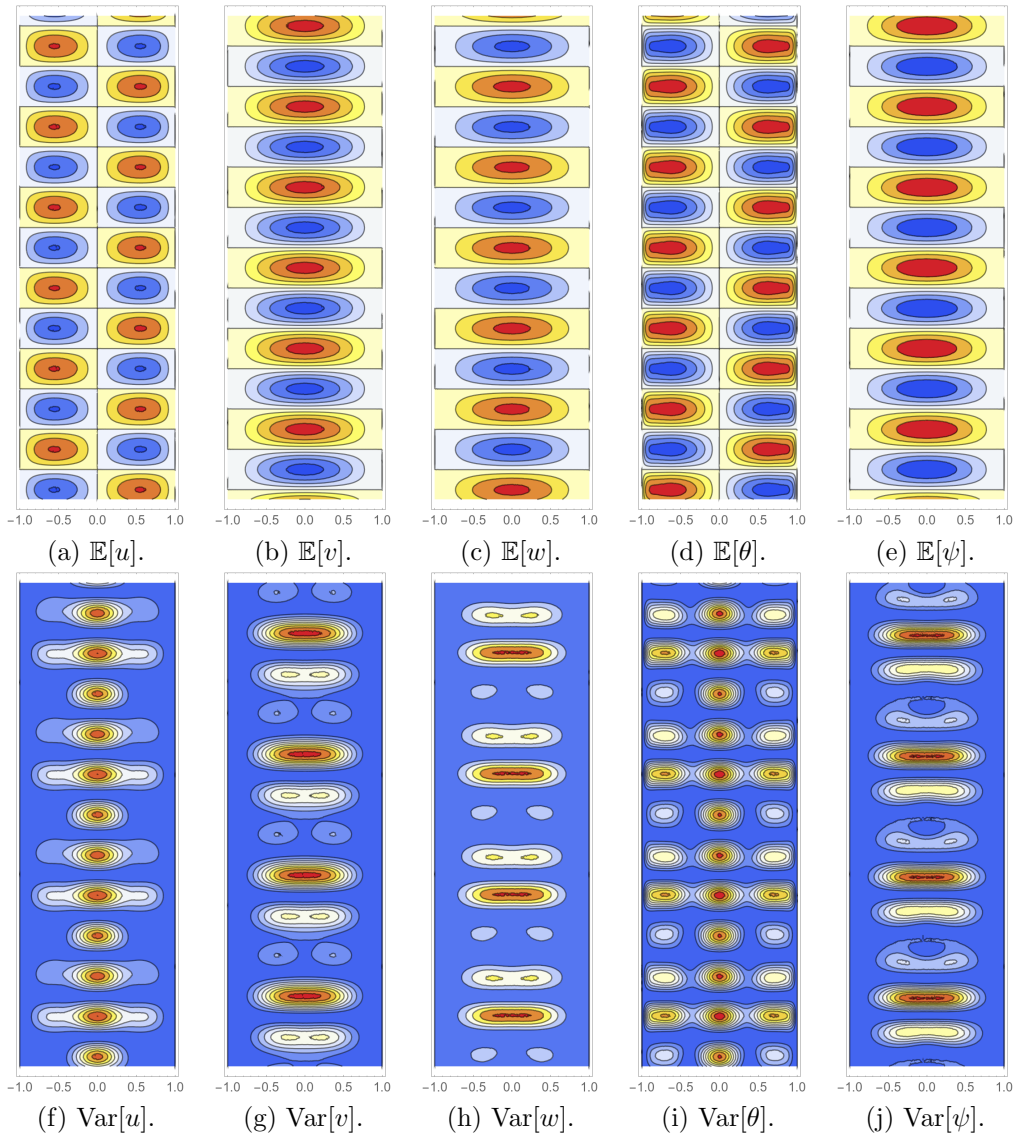 −1.0 −0.5 0.0 0.5 1.0 −1.0 −0.5 0.0 0.5 1.0 −1.0 −0.5 0.0 0.5 1.0 −1.0 −0.5 0.0 0.5 1.0 −1.0 −0.5 0.0 0.5 1.0
(a) 𝔼[u]. (b) 𝔼[v]. (c) 𝔼[w]. (d) 𝔼[θ]. (e) 𝔼[ψ].
−1.0 −0.5 0.0 0.5 1.0 −1.0 −0.5 0.0 0.5 1.0 −1.0 −0.5 0.0 0.5 1.0 −1.0 −0.5 0.0 0.5 1.0 −1.0 −0.5 0.0 0.5 1.0
(f) Var[u]. (g) Var[v]. (h) Var[w]. (i) Var[θ]. (j) Var[ψ].